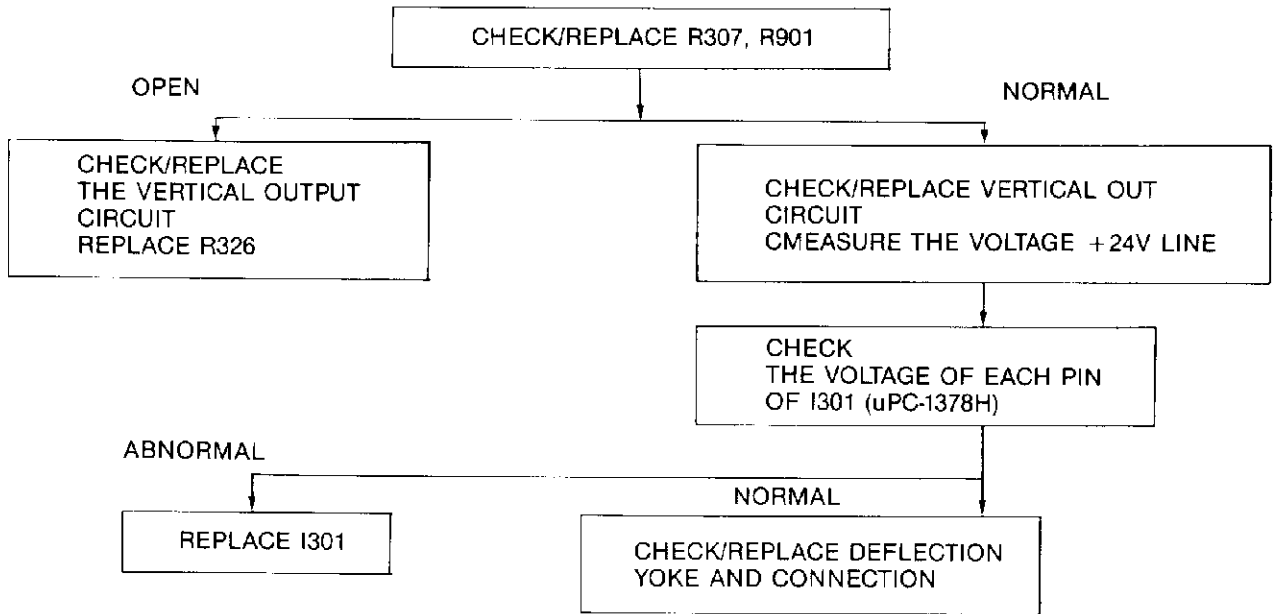 CHECK/REPLACE R307, R901
OPEN
NORMAL
CHECK/REPLACE
THE VERTICAL OUTPUT
CIRCUIT
REPLACE R326
CHECK/REPLACE VERTICAL OUT
CIRCUIT
CMEASURE THE VOLTAGE +24V LINE
CHECK
THE VOLTAGE OF EACH PIN
OF I301 (uPC-1378H)
ABNORMAL
NORMAL
REPLACE I301
CHECK/REPLACE DEFLECTION
YOKE AND CONNECTION